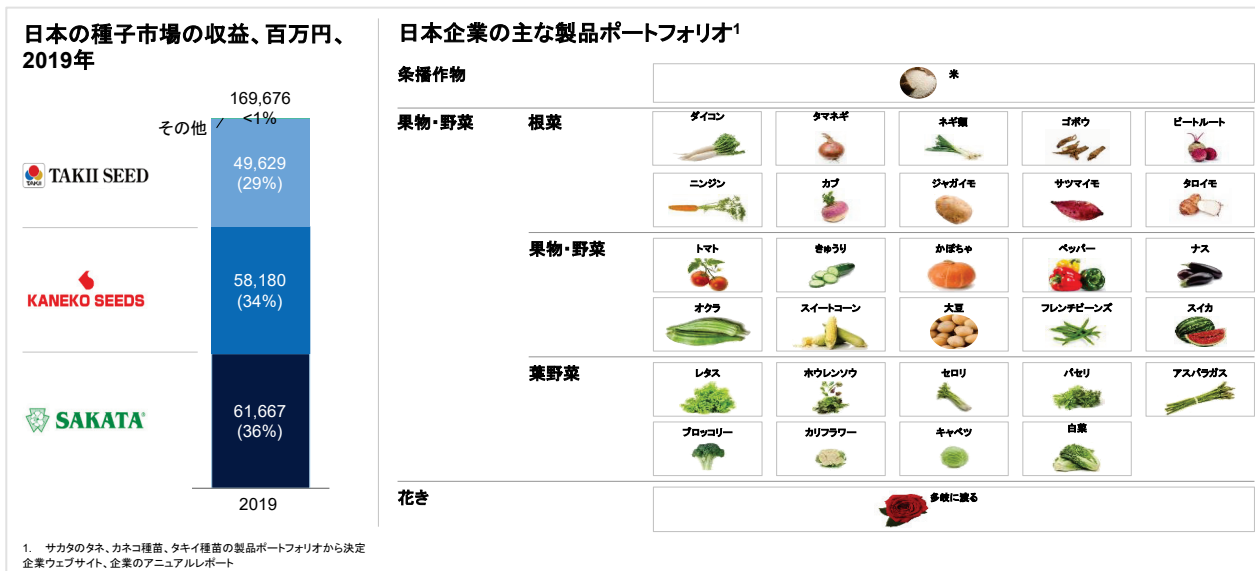 日本の種子市場の収益、百万円、
2019年
169,676
<1%
その他
TAKII
TAKII SEED
49,629
(29%)
KANEKO SEEDS
58,180
(34%)
SAKATA
61,667
(36%)
2019
日本企業の主な製品ポートフォリオ1
条播作物
米
果物・野菜
根菜
ダイコン
タマネギ
ネギ類
ゴボウ
ビートルート
ニンジン
カブ
ジャガイモ
サツマイモ
タロイモ
果物・野菜
トマト
きゅうり
かぼちゃ
ペッパー
ナス
オクラ
スイートコーン
大豆
フレンチビーンズ
スイカ
葉野菜
レタス
ホウレンソウ
セロリ
パセリ
アスパラガス
ブロッコリー
カリフラワー
キャベツ
白菜
花き
多岐に渡る
1. サカタのタネ、カネコ種苗、タキイ種苗の製品ポートフォリオから決定
企業ウェブサイト、企業のアニュアルレポート